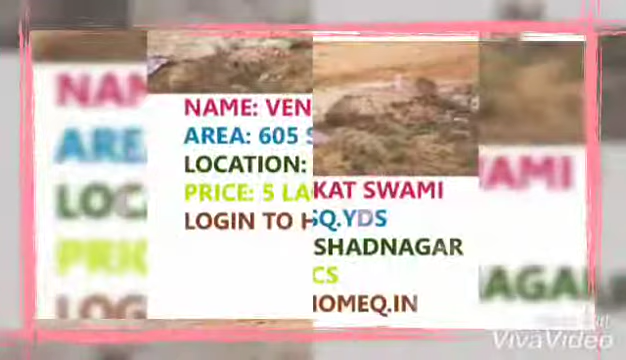 NAME: VENKAT SWAMI
AREA: 605 SQ.YDS
LOCATION: SHADNAGAR
PRICE: 5 LACS
LOGIN TO HOMEQ.IN
VivaVideo